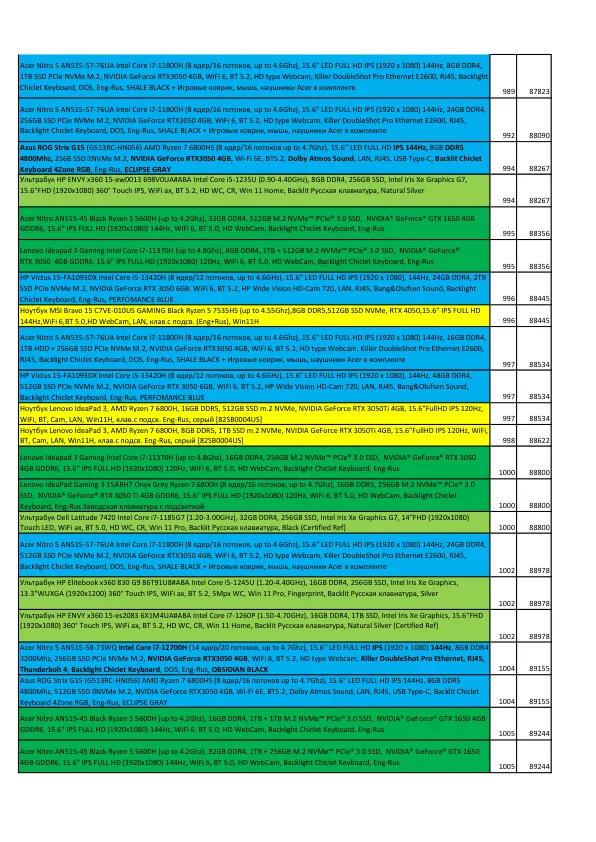 Acer Nitro 5 AN515-57-76UA Intel Core i7-11800H (8 ядер/16 потоков, up to 4.6Ghz), 15.6" LED FULL HD IPS (1920 x 1080) 144Hz, 8GB DDR4,
1TB SSD PCIe NVMe M.2, NVIDIA GeForce RTX3050 4GB, WiFi 6, BT 5.2, HD type Webcam, Killer DoubleShot Pro Ethernet E2600, RJ45, Backlight
Chiclet Keyboard, DOS, Eng-Rus, SHALE BLACK + Игровые коврик, мышь, наушники Acer в комплекте. 989 87823
Acer Nitro 5 AN515-57-76UA Intel Core i7-11800H (8 ядер/16 потоков, up to 4.6Ghz), 15.6" LED FULL HD IPS (1920 x 1080) 144Hz, 24GB DDR4,
256GB SSD PCIe NVMe M.2, NVIDIA GeForce RTX3050 4GB, WiFi 6, BT 5.2, HD type Webcam, Killer DoubleShot Pro Ethernet E2600, RJ45,
Backlight Chiclet Keyboard, DOS, Eng-Rus, SHALE BLACK + Игровые коврик, мышь, наушники Acer в комплекте 992 88090
Asus ROG Strix G15 (G513RC-HN056) AMD Ryzen 7 6800HS (8 ядер/16 потоков up to 4.7Ghz), 15.6" LED FULL HD IPS 144Hz, 8GB DDR5
4800Mhz, 256B SSD NVMe M.2, NVIDIA GeForce RTX3050 4GB, Wi-Fi 6E, BT5.2, Dolby Atmos Sound, LAN, RJ45, USB Type-C, Backlit Chiclet
Keyboard 4Zone RGB, Eng-Rus, ECLIPSE GRAY 994 88267
Ультрабук HP ENVY x360 15-ew0013 698V0UA#ABA Intel Core i5-1235U (0.90-4.40GHz), 8GB DDR4, 256GB SSD, Intel Iris Xe Graphics G7,
15.6"FHD (1920x1080) 360° Touch IPS, WiFi ax, BT 5.2, HD WC, CR, Win 11 Home, Backlit Русская клавиатура, Natural Silver 994 88267
Acer Nitro AN515-45 Black Ryzen 5 5600H (up to 4.2Ghz), 32GB DDR4, 512GB M.2 NVMe™ PCIe® 3.0 SSD, NVIDIA® GeForce® GTX 1650 4GB
GDDR6, 15.6" IPS FULL HD (1920x1080) 144Hz, WiFi 6, BT 5.0, HD WebCam, Backlight Chiclet Keyboard, Eng-Rus 995 88356
Lenovo Ideapad 3 Gaming Intel Core i7-11370H (up to 4.8Ghz), 8GB DDR4, 1TB + 512GB M.2 NVMe™ PCIe® 3.0 SSD, NVIDIA® GeForce®
RTX 3050 4GB GDDR6, 15.6" IPS FULL HD (1920x1080) 120Hz, WiFi 6, BT 5.0, HD WebCam, Backlight Chiclet Keyboard, Eng-Rus 995 88356
HP Victus 15-FA1093DX Intel Core i5-13420H (8 ядер/12 потоков, up to 4.6Ghz), 15.6" LED FULL HD IPS (1920 x 1080), 144Hz, 24GB DDR4, 2TB
SSD PCIe NVMe M.2, NVIDIA GeForce RTX3050 6GB, WiFi 6, BT 5.2, HP Wide Vision HD-Cam 720, LAN, RJ45, Bang&Olufsen Sound, Backlight
Chiclet Keyboard, Eng-Rus, PERFOMANCE BLUE 996 88445
Ноутбук MSI Bravo 15 C7VE-010US GAMING Black Ryzen 5 7535HS (up to 4.55Ghz),8GB DDR5,512GB SSD NVMe, RTX 4050,15.6" IPS FULL HD
144Hz,WiFi 6,BT 5.0,HD WebCam, LAN, клав.с подсв. (Eng+Rus), Win11H 996 88445
Acer Nitro 5 AN515-57-76UA Intel Core i7-11800H (8 ядер/16 потоков, up to 4.6Ghz), 15.6" LED FULL HD IPS (1920 x 1080) 144Hz, 16GB DDR4,
1TB HDD + 256GB SSD PCIe NVMe M.2, NVIDIA GeForce RTX3050 4GB, WiFi 6, BT 5.2, HD type Webcam, Killer DoubleShot Pro Ethernet E2600,
RJ45, Backlight Chiclet Keyboard, DOS, Eng-Rus, SHALE BLACK + Игровые коврик, мышь, наушники Acer в комплекте 997 88534
HP Victus 15-FA1093DX Intel Core i5-13420H (8 ядер/12 потоков, up to 4.6Ghz), 15.6" LED FULL HD IPS (1920 x 1080), 144Hz, 48GB DDR4,
512GB SSD PCIe NVMe M.2, NVIDIA GeForce RTX3050 6GB, WiFi 6, BT 5.2, HP Wide Vision HD-Cam 720, LAN, RJ45, Bang&Olufsen Sound,
Backlight Chiclet Keyboard, Eng-Rus, PERFOMANCE BLUE 997 88534
Ноутбук Lenovo IdeaPad 3, AMD Ryzen 7 6800H, 16GB DDR5, 512GB SSD m.2 NVMe, NVIDIA GeForce RTX 3050Ti 4GB, 15.6"FullHD IPS 120Hz,
WiFi, BT, Cam, LAN, Win11H, клав.с подсв. Eng-Rus, серый [82SB0004US] 997 88534
Ноутбук Lenovo IdeaPad 3, AMD Ryzen 7 6800H, 8GB DDR5, 1TB SSD m.2 NVMe, NVIDIA GeForce RTX 3050Ti 4GB, 15.6"FullHD IPS 120Hz, WiFi,
BT, Cam, LAN, Win11H, клав.с подсв. Eng-Rus, серый [82SB0004US] 998 88622
Lenovo Ideapad 3 Gaming Intel Core i7-11370H (up to 4.8Ghz), 16GB DDR4, 256GB M.2 NVMe™ PCIe® 3.0 SSD, NVIDIA® GeForce® RTX 3050
4GB GDDR6, 15.6" IPS FULL HD (1920x1080) 120Hz, WiFi 6, BT 5.0, HD WebCam, Backlight Chiclet Keyboard, Eng-Rus 1000 88800
Lenovo IdeaPad Gaming 3 15ARH7 Onyx Grey Ryzen 7 6800H (8 ядер/16 потоков, up to 4.7Ghz), 16GB DDR5, 256GB M.2 NVMe™ PCIe® 3.0
SSD, NVIDIA® GeForce® RTX 3050 Ti 4GB GDDR6, 15.6" IPS FULL HD (1920x1080) 120Hz, WiFi 6, BT 5.0, HD WebCam, Backlight Chiclet
Keyboard, Eng-Rus Заводская клавиатура с подсветкой 1000 88800
Ультрабук Dell Latitude 7420 Intel Core i7-1185G7 (1.20-3.00GHz), 32GB DDR4, 256GB SSD, Intel Iris Xe Graphics G7, 14"FHD (1920x1080)
Touch LED, WiFi ax, BT 5.2, HD WC, CR, Win 11 Pro, Backlit Русская клавиатура, Black (Certified Ref) 1000 88800
Acer Nitro 5 AN515-57-76UA Intel Core i7-11800H (8 ядер/16 потоков, up to 4.6Ghz), 15.6" LED FULL HD IPS (1920 x 1080) 144Hz, 24GB DDR4,
512GB SSD PCIe NVMe M.2, NVIDIA GeForce RTX3050 4GB, WiFi 6, BT 5.2, HD type Webcam, Killer DoubleShot Pro Ethernet E2600, RJ45,
Backlight Chiclet Keyboard, DOS, Eng-Rus, SHALE BLACK + Игровые коврик, мышь, наушники Acer в комплекте 1002 88978
Ультрабук HP Elitebook x360 830 G9 86T91U8#ABA Intel Core i5-1245U (1.20-4.40GHz), 16GB DDR4, 256GB SSD, Intel Iris Xe Graphics,
13.3"WUXGA (1920x1200) 360° Touch IPS, WiFi ax, BT 5.2, 5Mpx WC, Win 11 Pro, Fingerprint, Backlit Русская клавиатура, Silver 1002 88978
Ультрабук HP ENVY x360 15-es2083 6X1M4UA#ABA Intel Core i7-1260P (1.50-4.70GHz), 16GB DDR4, 1TB SSD, Intel Iris Xe Graphics, 15.6"FHD
(1920x1080) 360° Touch IPS, WiFi ax, BT 5.2, HD WC, CR, Win 11 Home, Backlit Русская клавиатура, Natural Silver (Certified Ref) 1002 88978
Acer Nitro 5 AN515-58-73WQ Intel Core i7-12700H (14 ядер/20 потоков, up to 4.7Ghz), 15.6" LED FULL HD IPS (1920 x 1080) 144Hz, 8GB DDR4
3200Mhz, 256GB SSD PCIe NVMe M.2, NVIDIA GeForce RTX3050 4GB, WiFi 6, BT5.2, HD type Webcam, Killer DoubleShot Pro Ethernet, RJ45,
Thunderbolt 4, Backlight Chiclet Keyboard, DOS, Eng-Rus, OBSIDIAN BLACK 1004 89155
Asus ROG Strix G15 (G513RC-HN056) AMD Ryzen 7 6800HS (8 ядер/16 потоков up to 4.7Ghz), 15.6" LED FULL HD IPS 144Hz, 8GB DDR5
4800Mhz, 512GB SSD NVMe M.2, NVIDIA GeForce RTX3050 4GB, Wi-Fi 6E, BT5.2, Dolby Atmos Sound, LAN, RJ45, USB Type-C, Backlit Chiclet
Keyboard 4Zone RGB, Eng-Rus, ECLIPSE GRAY 1004 89155
Acer Nitro AN515-45 Black Ryzen 5 5600H (up to 4.2Ghz), 16GB DDR4, 1TB + 1TB M.2 NVMe™ PCIe® 3.0 SSD, NVIDIA® GeForce® GTX 1650 4GB
GDDR6, 15.6" IPS FULL HD (1920x1080) 144Hz, WiFi 6, BT 5.0, HD WebCam, Backlight Chiclet Keyboard, Eng-Rus 1005 89244
Acer Nitro AN515-45 Black Ryzen 5 5600H (up to 4.2Ghz), 32GB DDR4, 1TB + 256GB M.2 NVMe™ PCIe® 3.0 SSD, NVIDIA® GeForce® GTX 1650
4GB GDDR6, 15.6" IPS FULL HD (1920x1080) 144Hz, WiFi 6, BT 5.0, HD WebCam, Backlight Chiclet Keyboard, Eng-Rus 1005 89244